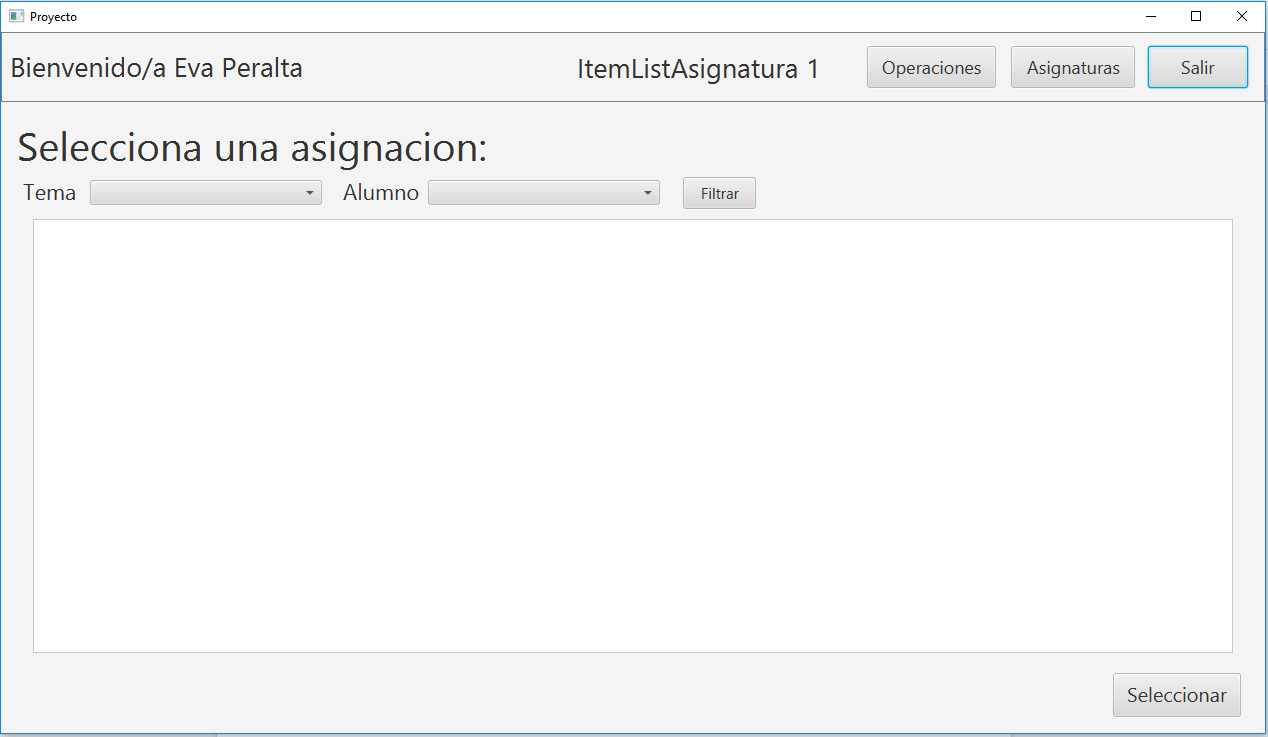 Proyecto
Bienvenido/a Eva Peralta ItemListAsignatura 1 Operaciones Asignaturas Salir
Selecciona una asignacion:
Tema Alumno Filtrar
Seleccionar